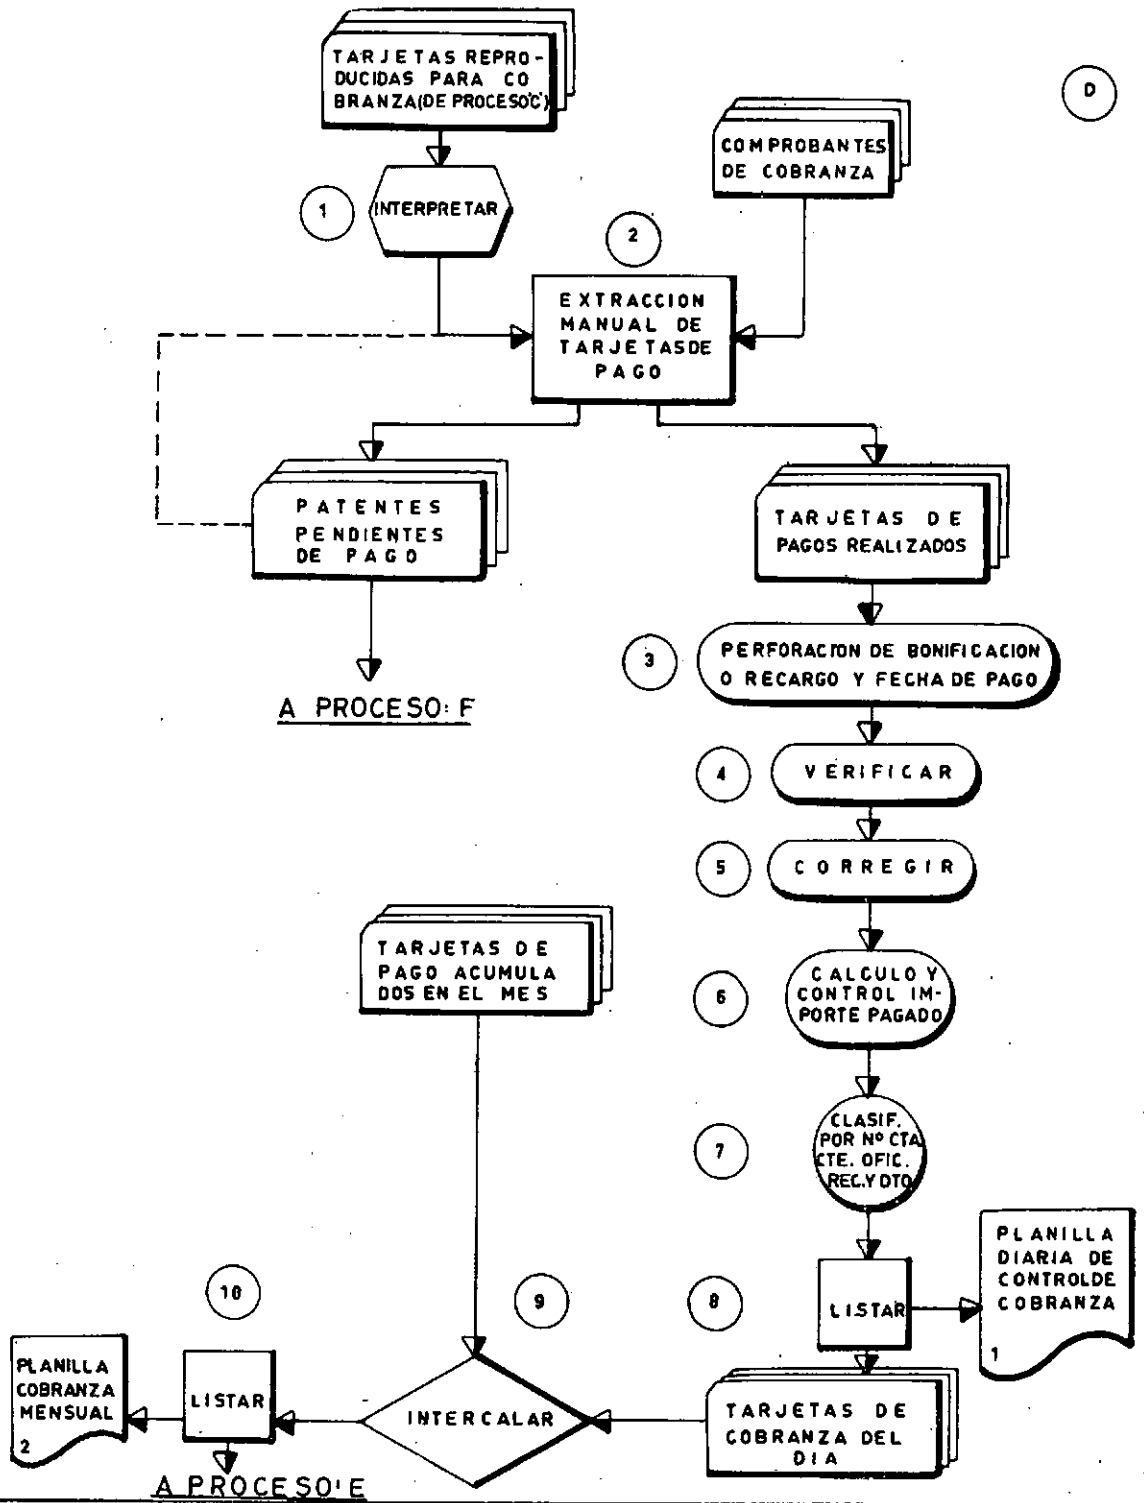 TARJETAS REPRO-
DUCIDAS PARA CO
BRANZA(DE PROCESO"C")
D
COMPROBANTES
DE COBRANZA
1
INTERPRETAR
2
EXTRACCION
MANUAL DE
TARJETAS DE
PAGO
PATENTES
PENDIENTES
DE PAGO
TARJETAS DE
PAGOS REALIZADOS
A PROCESO: F
3
PERFORACION DE BONIFICACION
O RECARGO Y FECHA DE PAGO
4
VERIFICAR
5
CORREGIR
TARJETAS DE
PAGO ACUMULA
DOS EN EL MES
6
CALCULO Y
CONTROL IM-
PORTE PAGADO
7
CLASIF.
POR Nº CTA.
CTE. OFIC.
REC. Y DTO.
PLANILLA
DIARIA DE
CONTROL DE
COBRANZA
1
8
LISTAR
9
INTERCALAR
10
LISTAR
PLANILLA
COBRANZA
MENSUAL
2
TARJETAS DE
COBRANZA DEL
DIA
A PROCESO: E